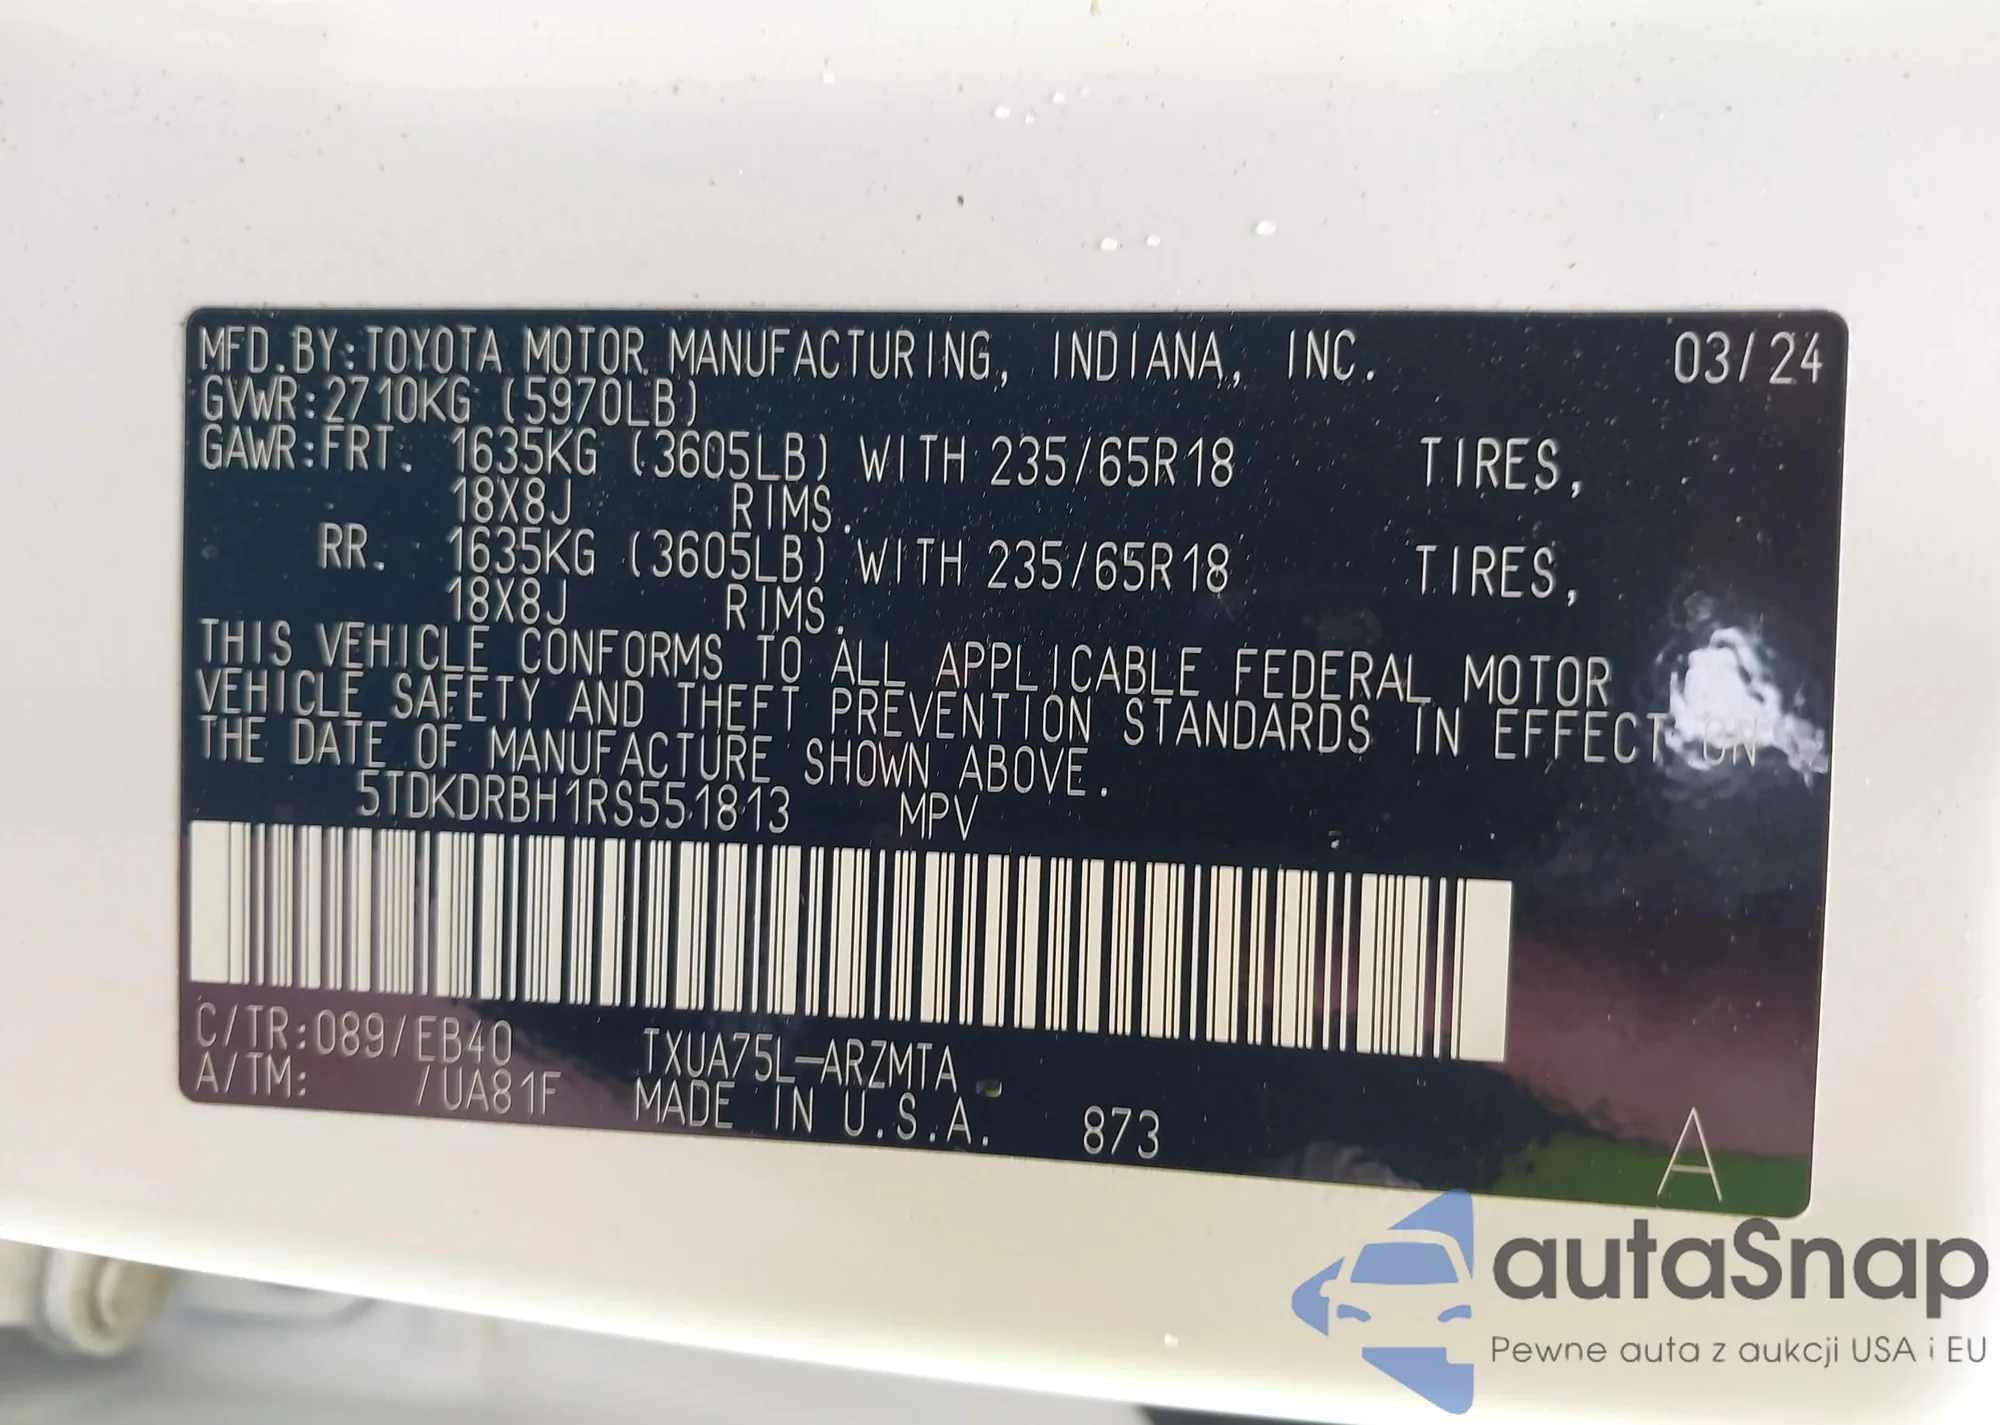 MFD.BY:TOYOTA MOTOR MANUFACTURING, INDIANA, INC. 03/24
GVWR:2710KG (5970LB)
GAWR:FRT. 1635KG (3605LB) WITH 235/65R18 TIRES,
18X8J RIMS.
RR. 1635KG (3605LB) WITH 235/65R18 TIRES,
18X8J RIMS.
THIS VEHICLE CONFORMS TO ALL APPLICABLE FEDERAL MOTOR
VEHICLE SAFETY AND THEFT PREVENTION STANDARDS IN EFFECT ON
THE DATE OF MANUFACTURE SHOWN ABOVE.
5TDKDRBH1RS551813 MPV
C/TR:089/EB40 TXUA75L-ARZMTA
A/TM: /UA81F MADE IN U.S.A. 873 A
autaSnap
Pewne auta z aukcji USA i EU